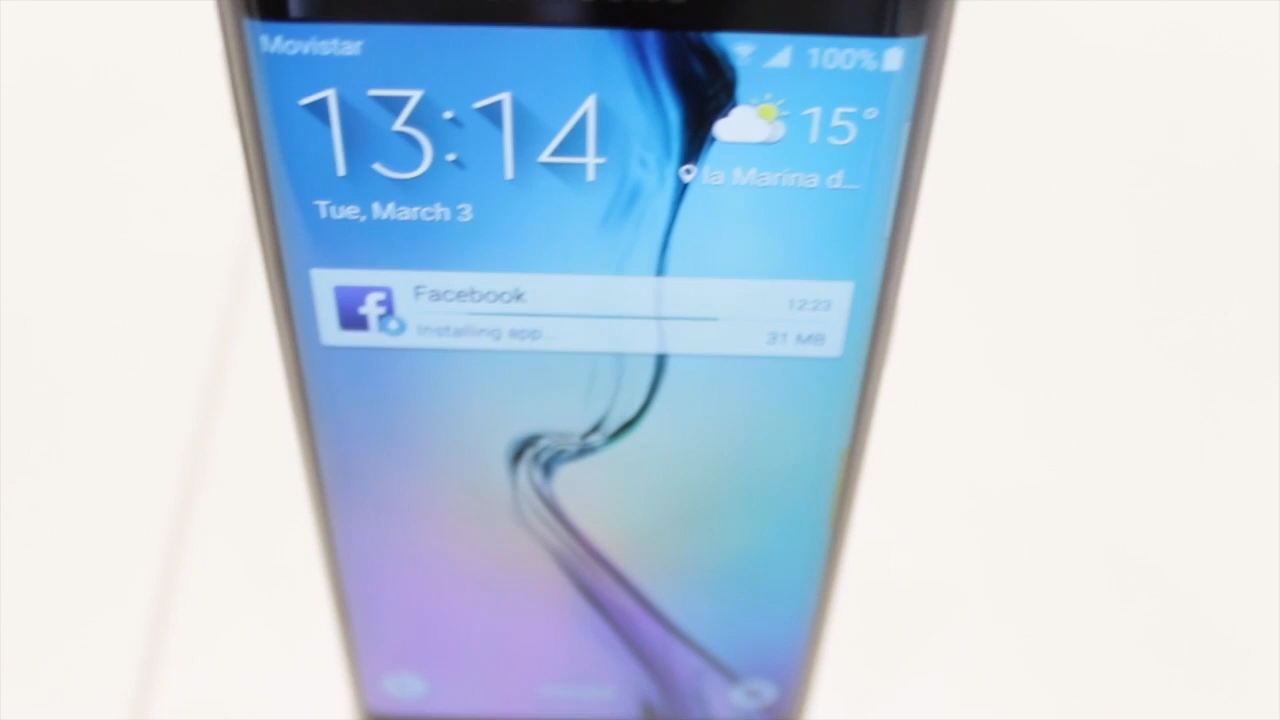 Movistar
100%
13:14
15°
la Marina d...
Tue, March 3
Facebook
12:23
Installing app...
31 MB